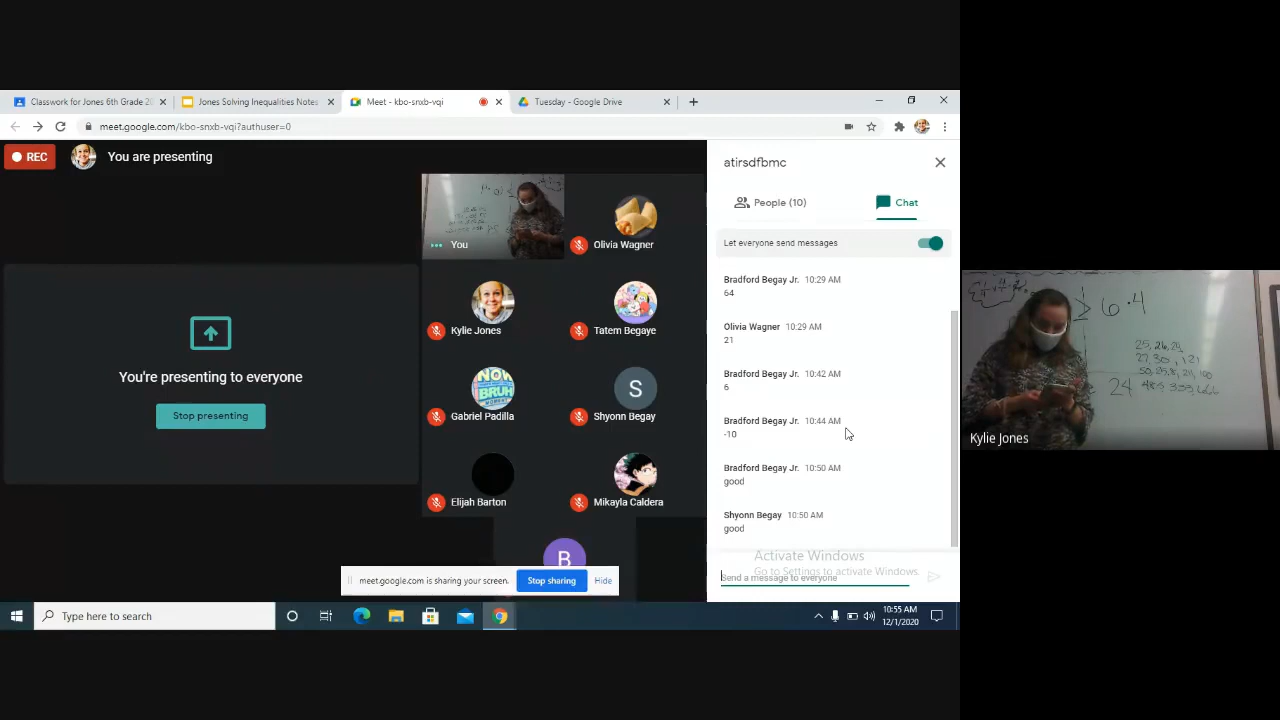 Classwork for Jones 6th Grade 2
Jones Solving Inequalities Notes
Meet - kbo-snxb-vqi
Tuesday - Google Drive
meet.google.com/kbo-snxb-vqi?authuser=0
REC
You are presenting
atirsdfbmc
People (10)
Chat
Let everyone send messages
You
Olivia Wagner
Kylie Jones
Tatem Begaye
Gabriel Padilla
S
Shyonn Begay
Elijah Barton
Mikayla Caldera
B
You're presenting to everyone
Stop presenting
Bradford Begay Jr. 10:29 AM
64
Olivia Wagner 10:29 AM
21
Bradford Begay Jr. 10:42 AM
6
Bradford Begay Jr. 10:44 AM
-10
Bradford Begay Jr. 10:50 AM
good
Shyonn Begay 10:50 AM
good
Activate Windows
Go to Settings to activate Windows.
Send a message to everyone
meet.google.com is sharing your screen.
Stop sharing
Hide
Type here to search
10:55 AM
12/1/2020
≥ 6·4
24
Kylie Jones